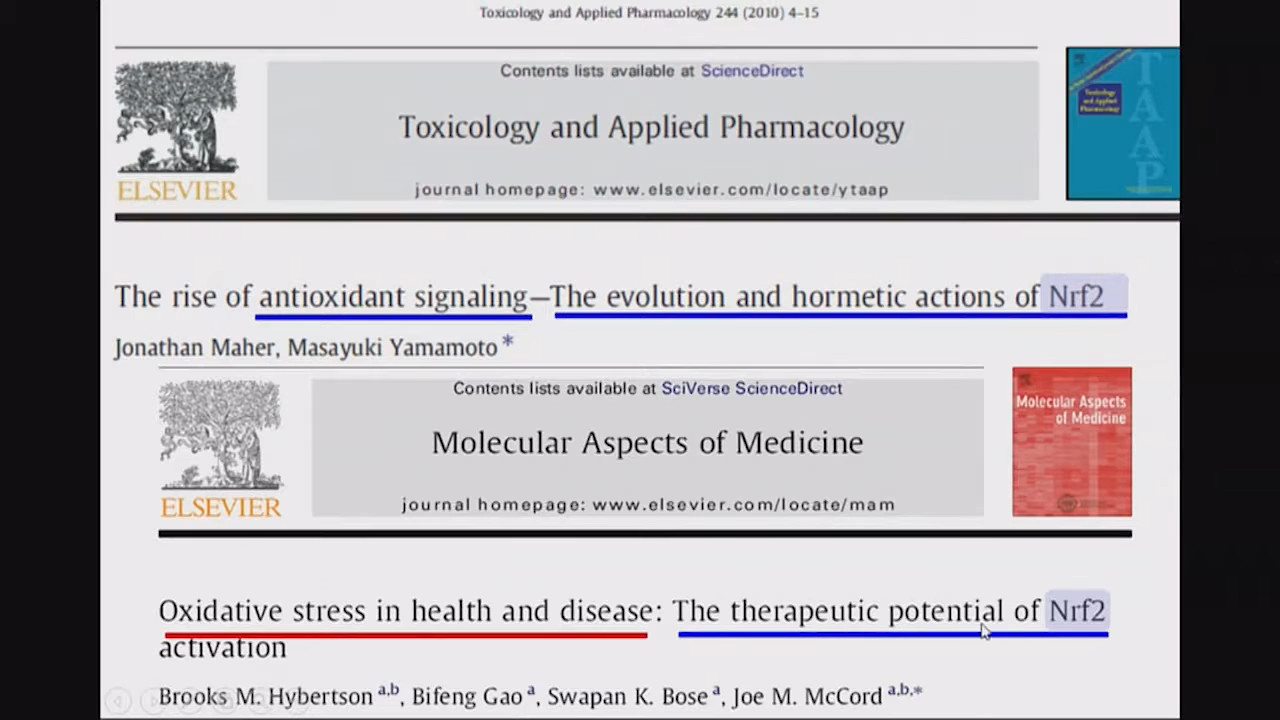 Toxicology and Applied Pharmacology 244 (2010) 4–15
Contents lists available at ScienceDirect
Toxicology and Applied Pharmacology
journal homepage: www.elsevier.com/locate/ytaap
ELSEVIER
T
A
A
P
Toxicology
and Applied
Pharmacology
The rise of antioxidant signaling—The evolution and hormetic actions of Nrf2
Jonathan Maher, Masayuki Yamamoto *
Contents lists available at SciVerse ScienceDirect
Molecular Aspects of Medicine
journal homepage: www.elsevier.com/locate/mam
ELSEVIER
Molecular Aspects
of Medicine
Oxidative stress in health and disease: The therapeutic potential of Nrf2
activation
Brooks M. Hybertson a,b, Bifeng Gao a, Swapan K. Bose a, Joe M. McCord a,b,*